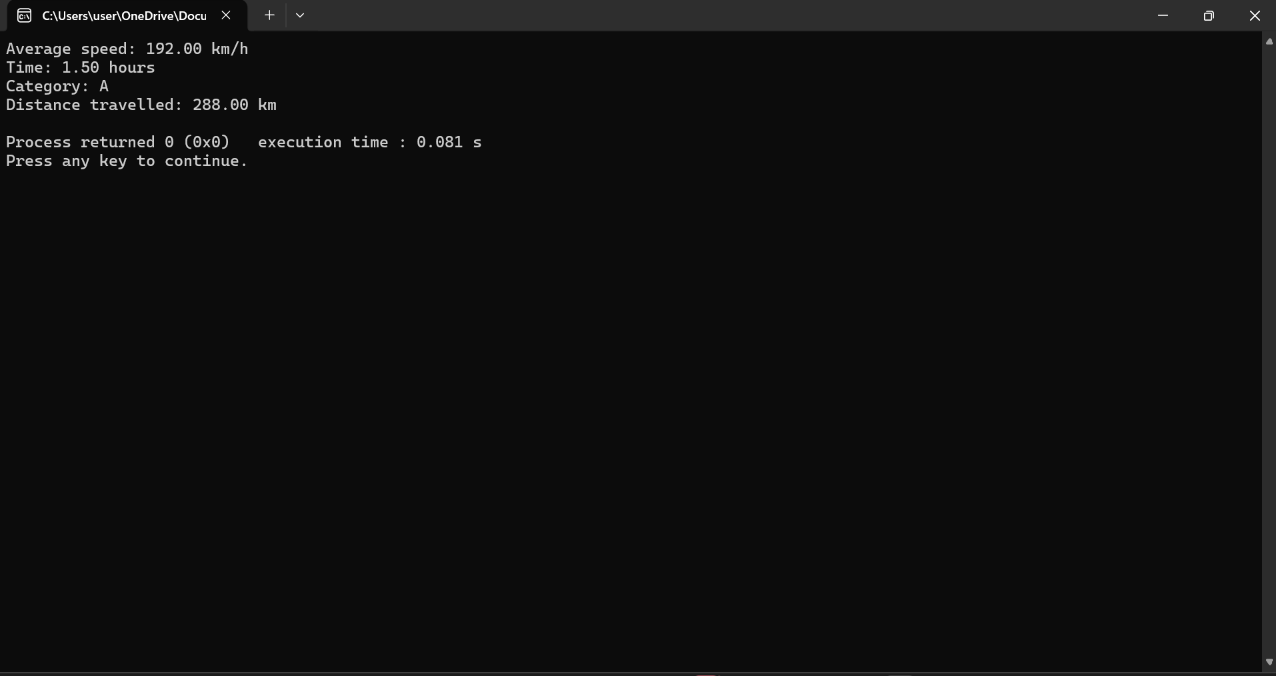 C:\Users\user\OneDrive\Docu
Average speed: 192.00 km/h
Time: 1.50 hours
Category: A
Distance travelled: 288.00 km
Process returned 0 (0x0)   execution time : 0.081 s
Press any key to continue.